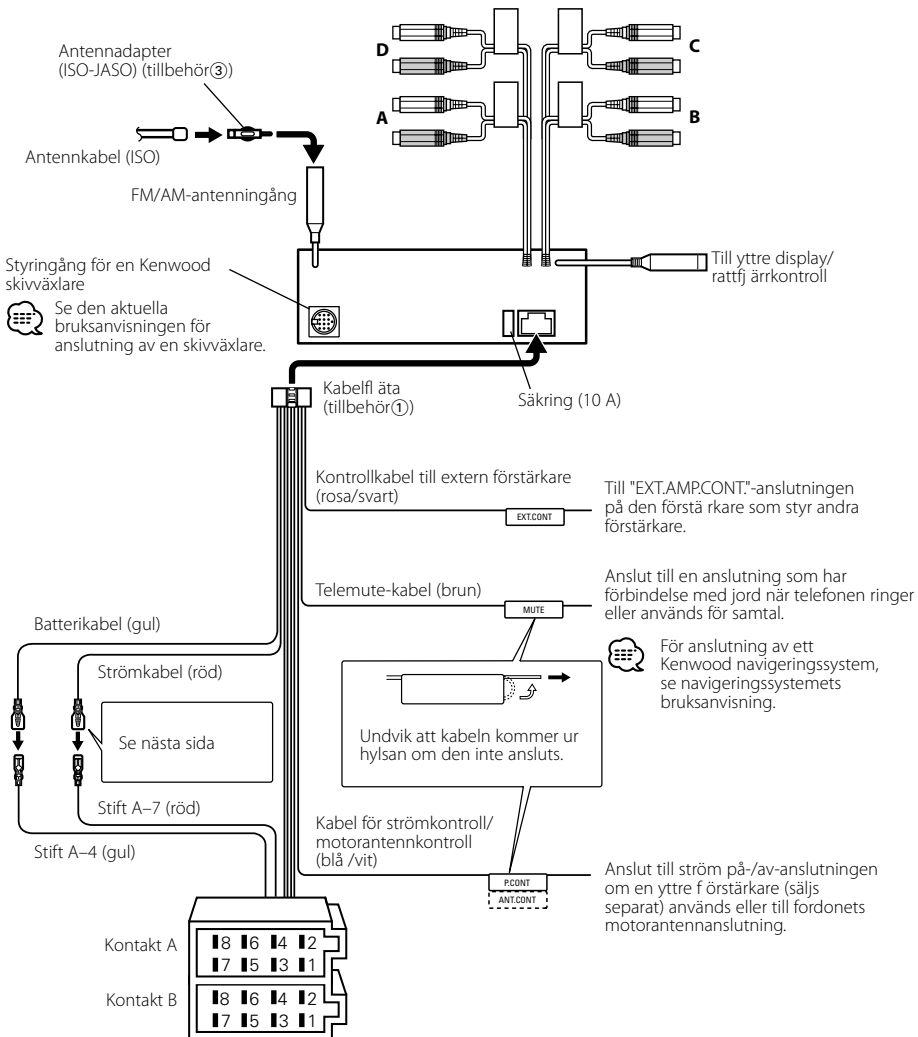 D
C
A
B
Antennadapter
(ISO-JASO) (tillbehör③)
Antennkabel (ISO)
FM/AM-antenningång
Styringång för en Kenwood
skivväxlare
Se den aktuella
bruksanvisningen för
anslutning av en skivväxlare.
Till yttre display/
rattfj ärrkontroll
Kabelfl äta
(tillbehör①)
Säkring (10 A)
Kontrollkabel till extern förstärkare
(rosa/svart)
EXT.CONT
Till "EXT.AMP.CONT."-anslutningen
på den förstä rkare som styr andra
förstärkare.
Telemute-kabel (brun)
MUTE
Anslut till en anslutning som har
förbindelse med jord när telefonen ringer
eller används för samtal.
För anslutning av ett
Kenwood navigeringssystem,
se navigeringssystemets
bruksanvisning.
Batterikabel (gul)
Strömkabel (röd)
Se nästa sida
Undvik att kabeln kommer ur
hylsan om den inte ansluts.
Stift A–7 (röd)
Stift A–4 (gul)
Kabel för strömkontroll/
motorantennkontroll
(blå /vit)
P.CONT
ANT.CONT
Anslut till ström på-/av-anslutningen
om en yttre f örstärkare (säljs
separat) används eller till fordonets
motorantennanslutning.
Kontakt A
8 6 4 2
7 5 3 1
Kontakt B
8 6 4 2
7 5 3 1